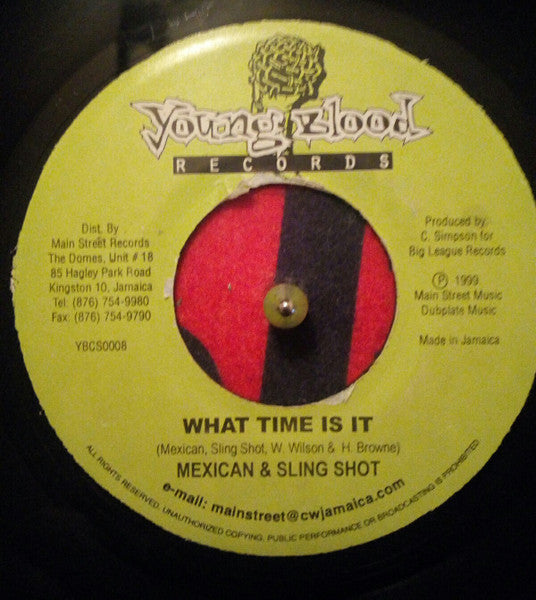 Young Blood
RECORDS
Dist. By
Main Street Records
The Domes, Unit # 18
85 Hagley Park Road
Kingston 10, Jamaica
Tel: (876) 754-9980
Fax: (876) 754-9790
YBCS0008
Produced by:
C. Simpson for
Big League Records
Ⓟ 1999
Main Street Music
Dubplate Music
Made in Jamaica
WHAT TIME IS IT
(Mexican, Sling Shot, W. Wilson & H. Browne)
MEXICAN & SLING SHOT
e-mail: mainstreet@cwjamaica.com
ALL RIGHTS RESERVED. UNAUTHORIZED COPYING, PUBLIC PERFORMANCE OR BROADCASTING IS PROHIBITED